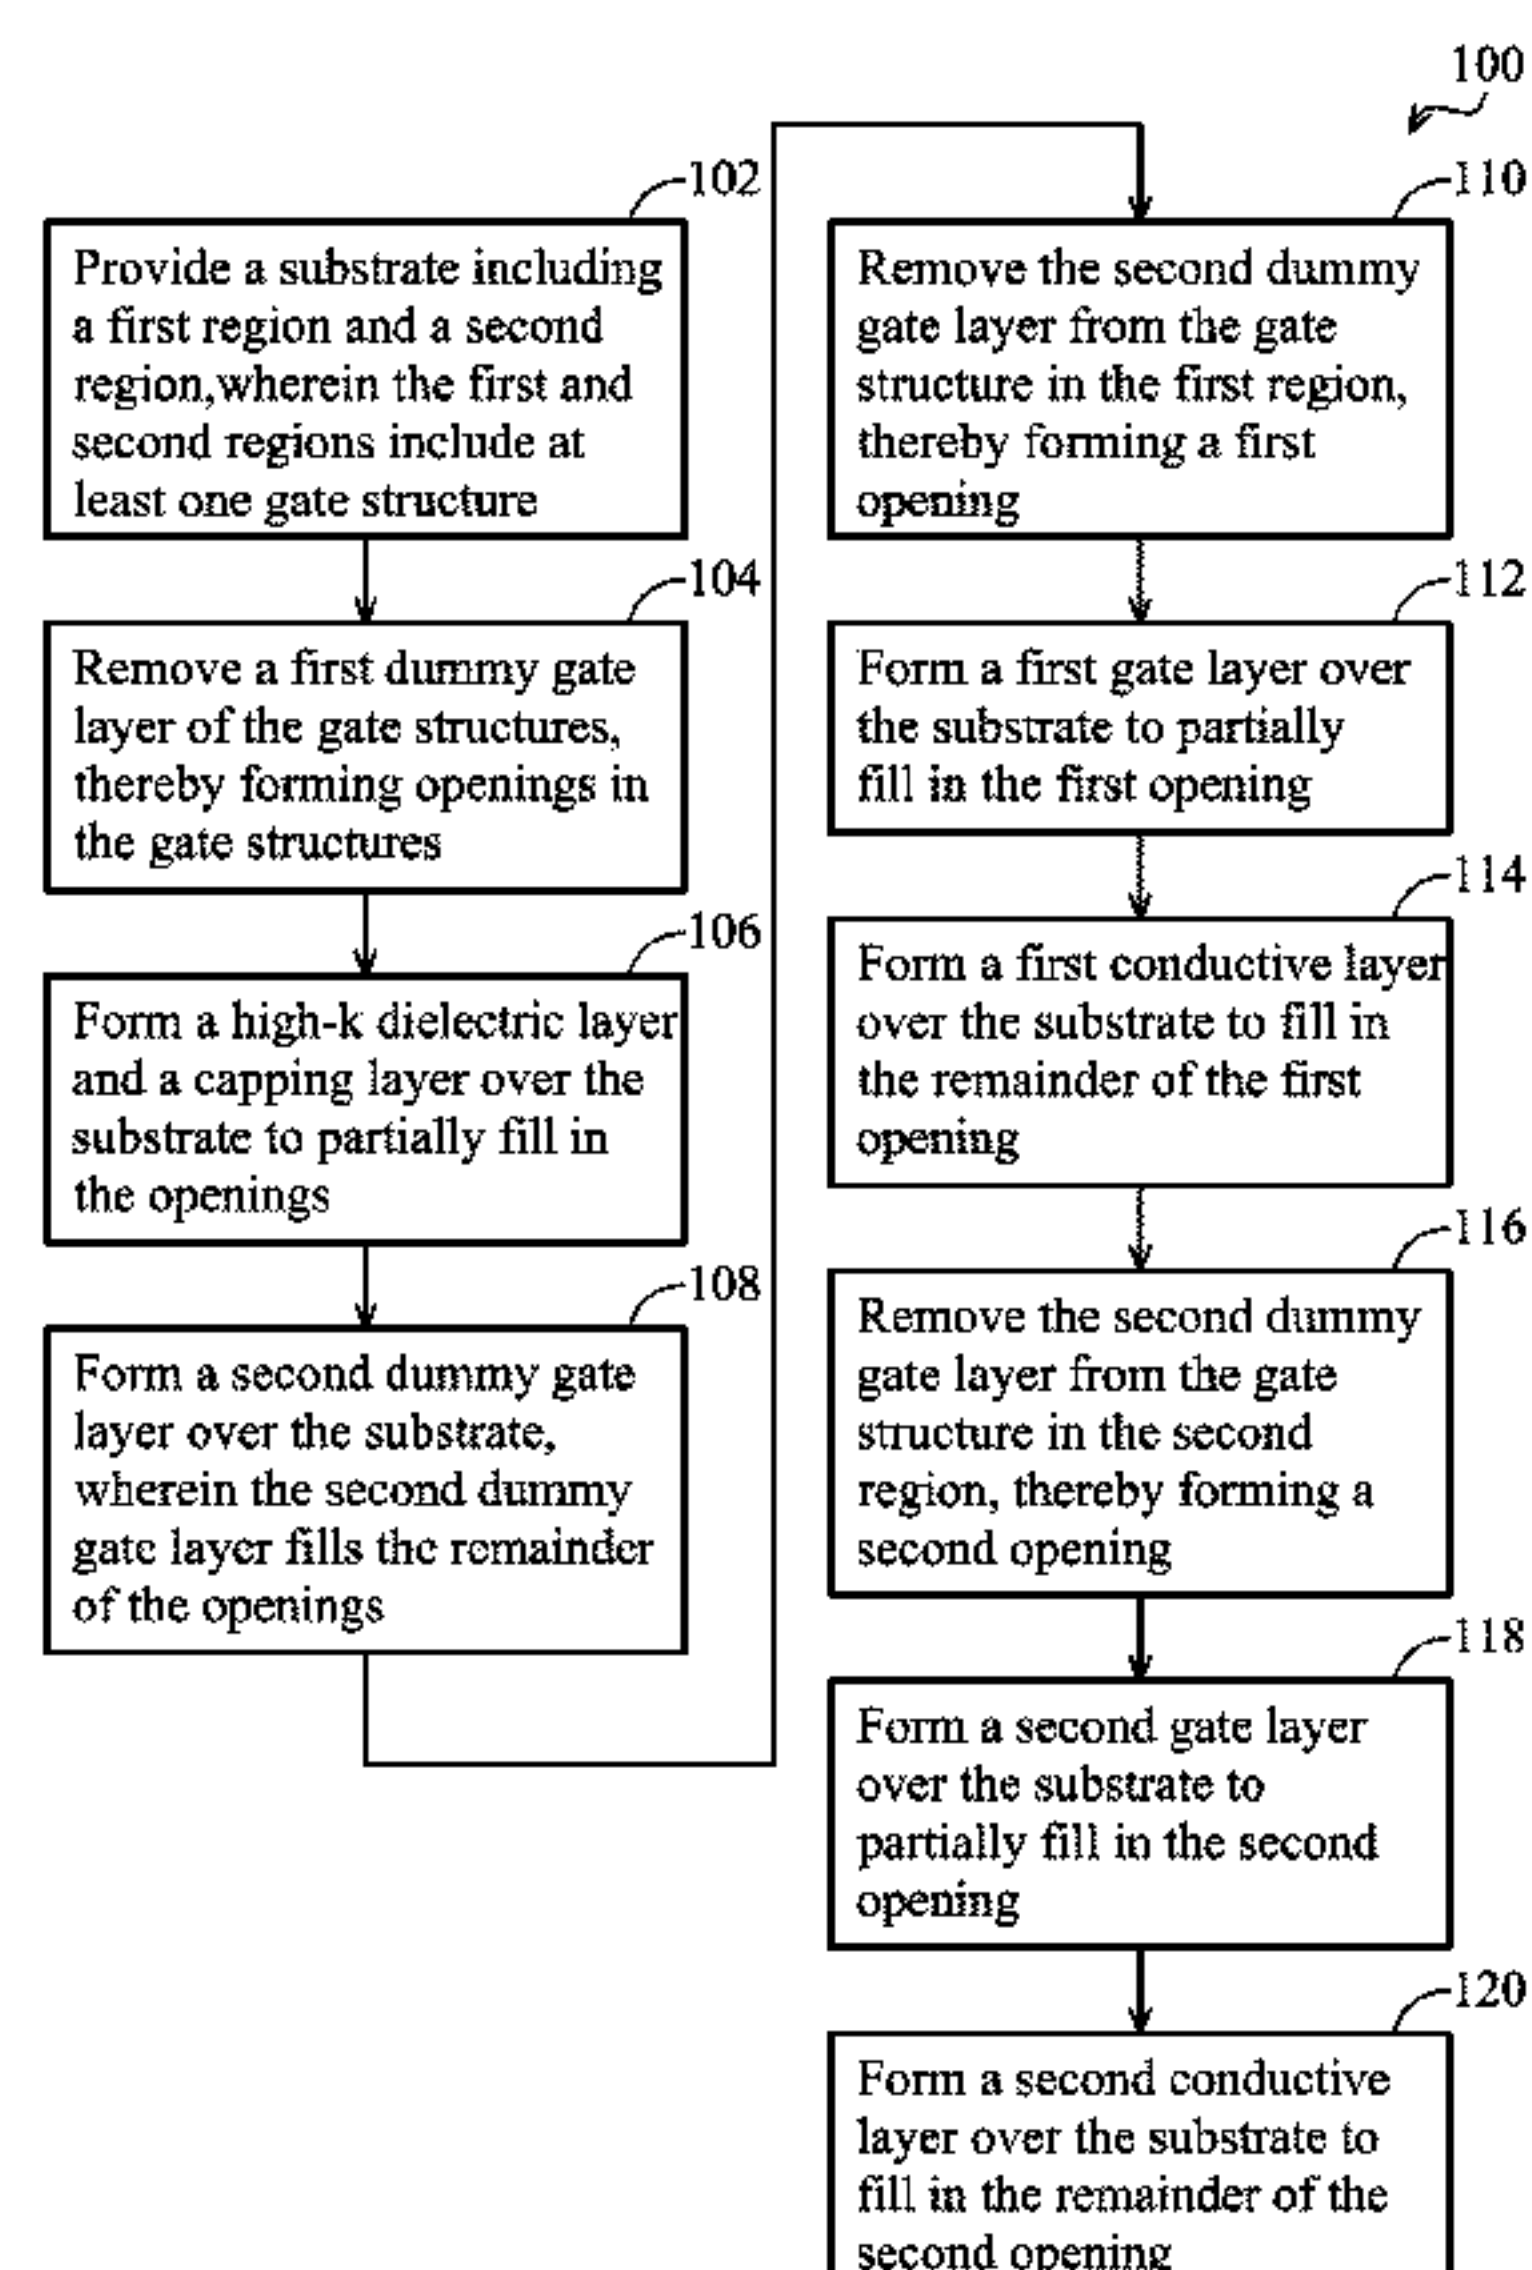 100
102
Provide a substrate including
a first region and a second
region,wherein the first and
second regions include at
least one gate structure
104
Remove a first dummy gate
layer of the gate structures,
thereby forming openings in
the gate structures
106
Form a high-k dielectric layer
and a capping layer over the
substrate to partially fill in
the openings
108
Form a second dummy gate
layer over the substrate,
wherein the second dummy
gate layer fills the remainder
of the openings
110
Remove the second dummy
gate layer from the gate
structure in the first region,
thereby forming a first
opening
112
Form a first gate layer over
the substrate to partially
fill in the first opening
114
Form a first conductive layer
over the substrate to fill in
the remainder of the first
opening
116
Remove the second dummy
gate layer from the gate
structure in the second
region, thereby forming a
second opening
118
Form a second gate layer
over the substrate to
partially fill in the second
opening
120
Form a second conductive
layer over the substrate to
fill in the remainder of the
second opening